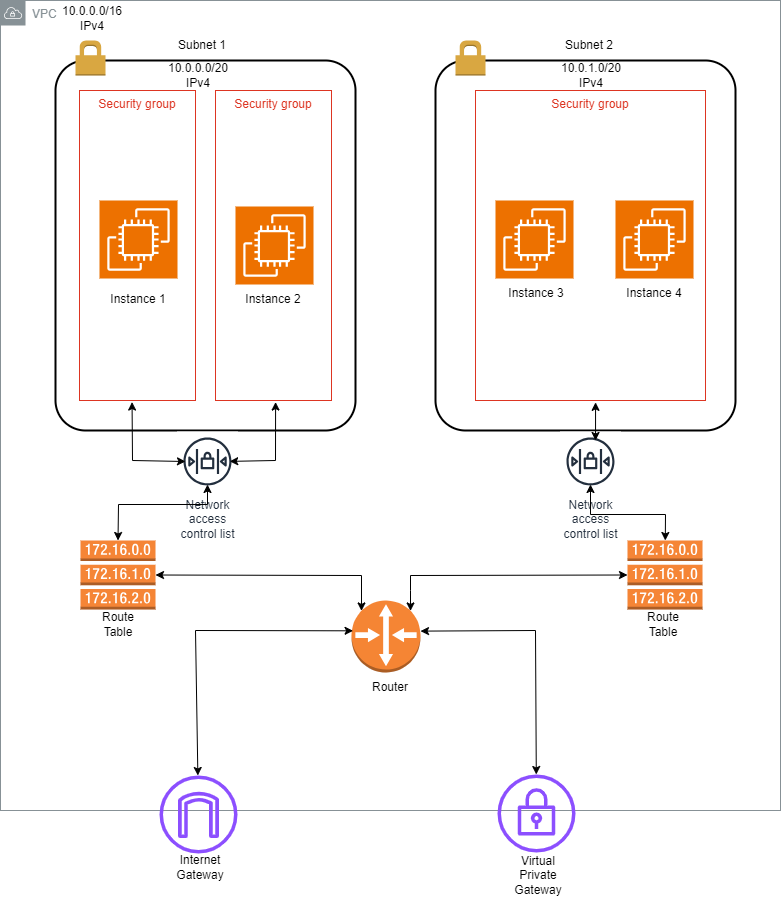 VPC
10.0.0.0/16
IPv4
Subnet 1
Subnet 2
10.0.0.0/20
IPv4
10.0.1.0/20
IPv4
Security group
Security group
Security group
Instance 1
Instance 2
Instance 3
Instance 4
Network
access
control list
Network
access
control list
172.16.0.0
172.16.1.0
172.16.2.0
Route
Table
172.16.0.0
172.16.1.0
172.16.2.0
Route
Table
Router
Internet
Gateway
Virtual
Private
Gateway